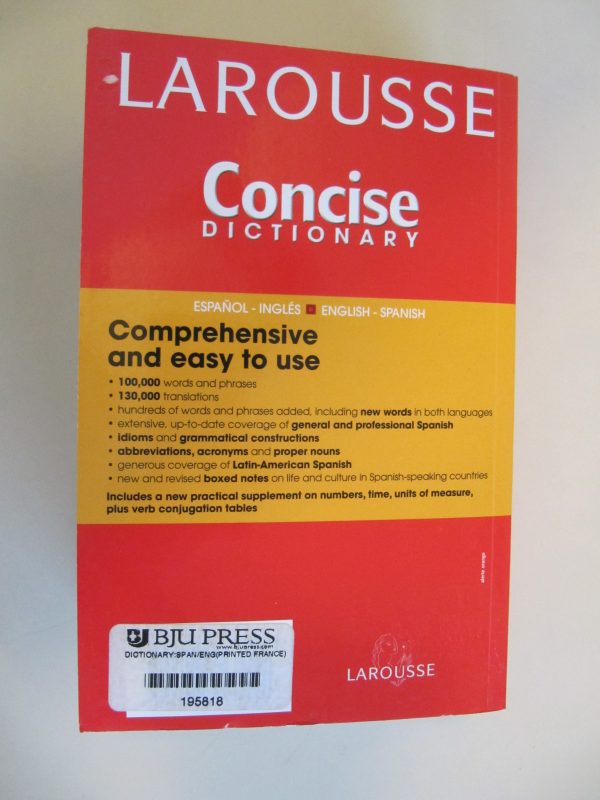 LAROUSSE
Concise
DICTIONARY
ESPAÑOL - INGLÉS ■ ENGLISH - SPANISH
Comprehensive
and easy to use
• 100,000 words and phrases
• 130,000 translations
• hundreds of words and phrases added, including new words in both languages
• extensive, up-to-date coverage of general and professional Spanish
• idioms and grammatical constructions
• abbreviations, acronyms and proper nouns
• generous coverage of Latin-American Spanish
• new and revised boxed notes on life and culture in Spanish-speaking countries
Includes a new practical supplement on numbers, time, units of measure,
plus verb conjugation tables
BJU PRESS
www.bjupress.com
DICTIONARY:SPAN/ENG(PRINTED FRANCE)
195818
LAROUSSE